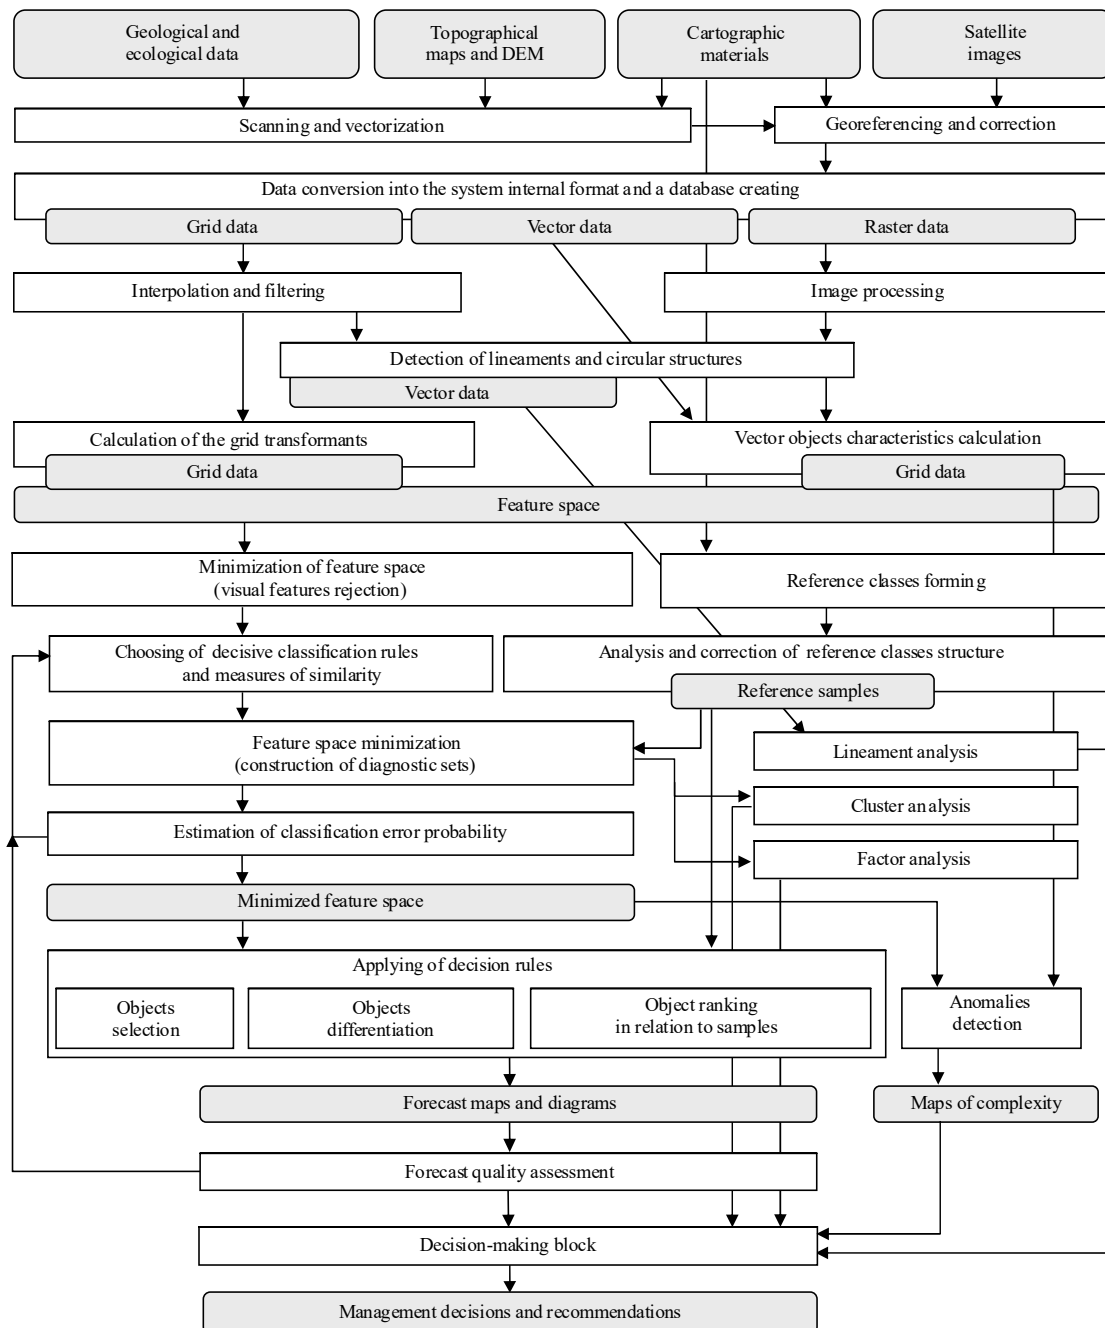 Geological and
ecological data
Topographical
maps and DEM
Cartographic
materials
Satellite
images
Scanning and vectorization
Georeferencing and correction
Data conversion into the system internal format and a database creating
Grid data
Vector data
Raster data
Interpolation and filtering
Image processing
Detection of lineaments and circular structures
Vector data
Calculation of the grid transformants
Vector objects characteristics calculation
Grid data
Grid data
Feature space
Minimization of feature space
(visual features rejection)
Reference classes forming
Choosing of decisive classification rules
and measures of similarity
Analysis and correction of reference classes structure
Reference samples
Feature space minimization
(construction of diagnostic sets)
Lineament analysis
Cluster analysis
Estimation of classification error probability
Factor analysis
Minimized feature space
Applying of decision rules
Objects
selection
Objects
differentiation
Object ranking
in relation to samples
Anomalies
detection
Forecast maps and diagrams
Maps of complexity
Forecast quality assessment
Decision-making block
Management decisions and recommendations